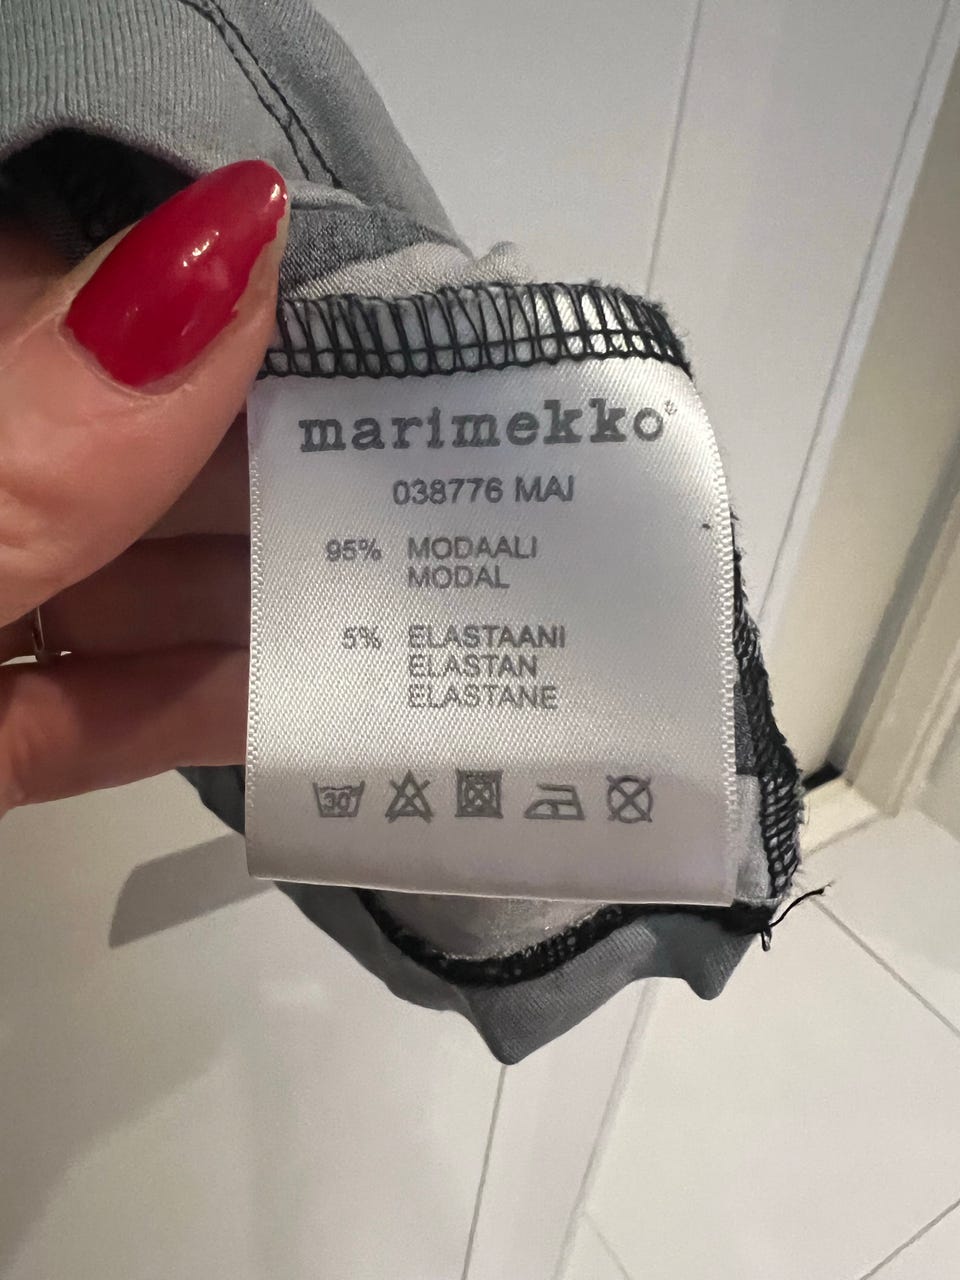 marimekko®
038776 MAI
95% MODAALI
MODAL
5% ELASTAANI
ELASTAN
ELASTANE
30°